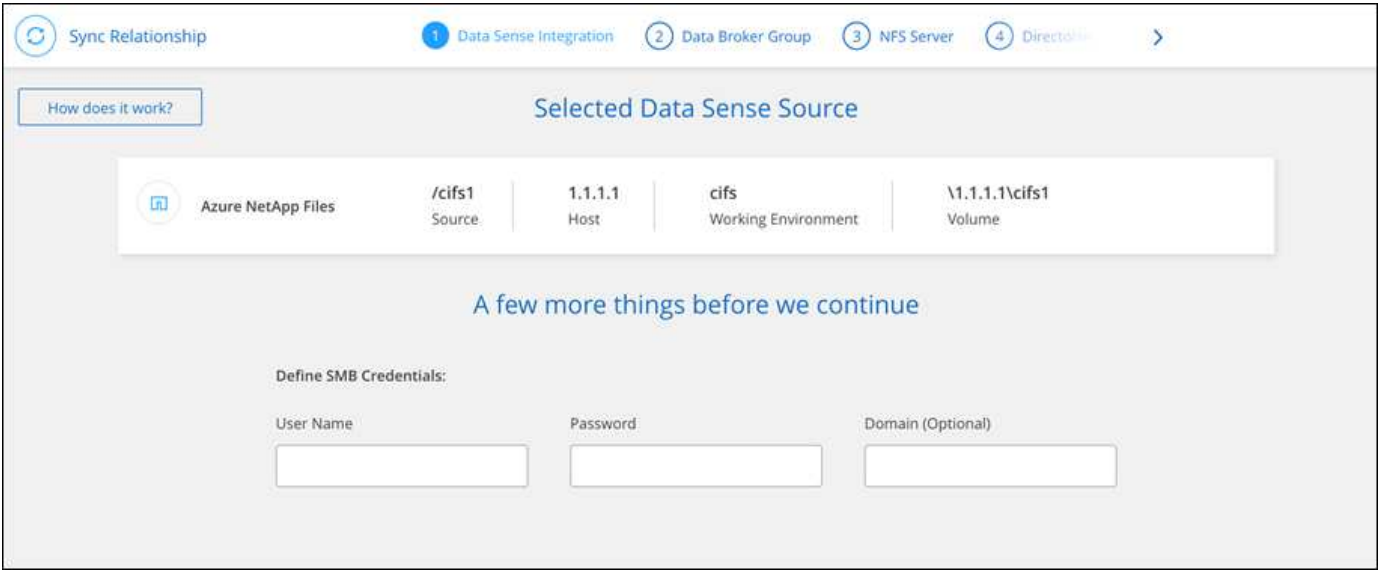 Sync Relationship 1 Data Sense Integration 2 Data Broker Group 3 NFS Server 4
How does it work?
Selected Data Sense Source
Azure NetApp Files
/cifs1 1.1.1.1 cifs \1.1.1.1\cifs1
Source Host Working Environment Volume
A few more things before we continue
Define SMB Credentials:
User Name Password Domain (Optional)